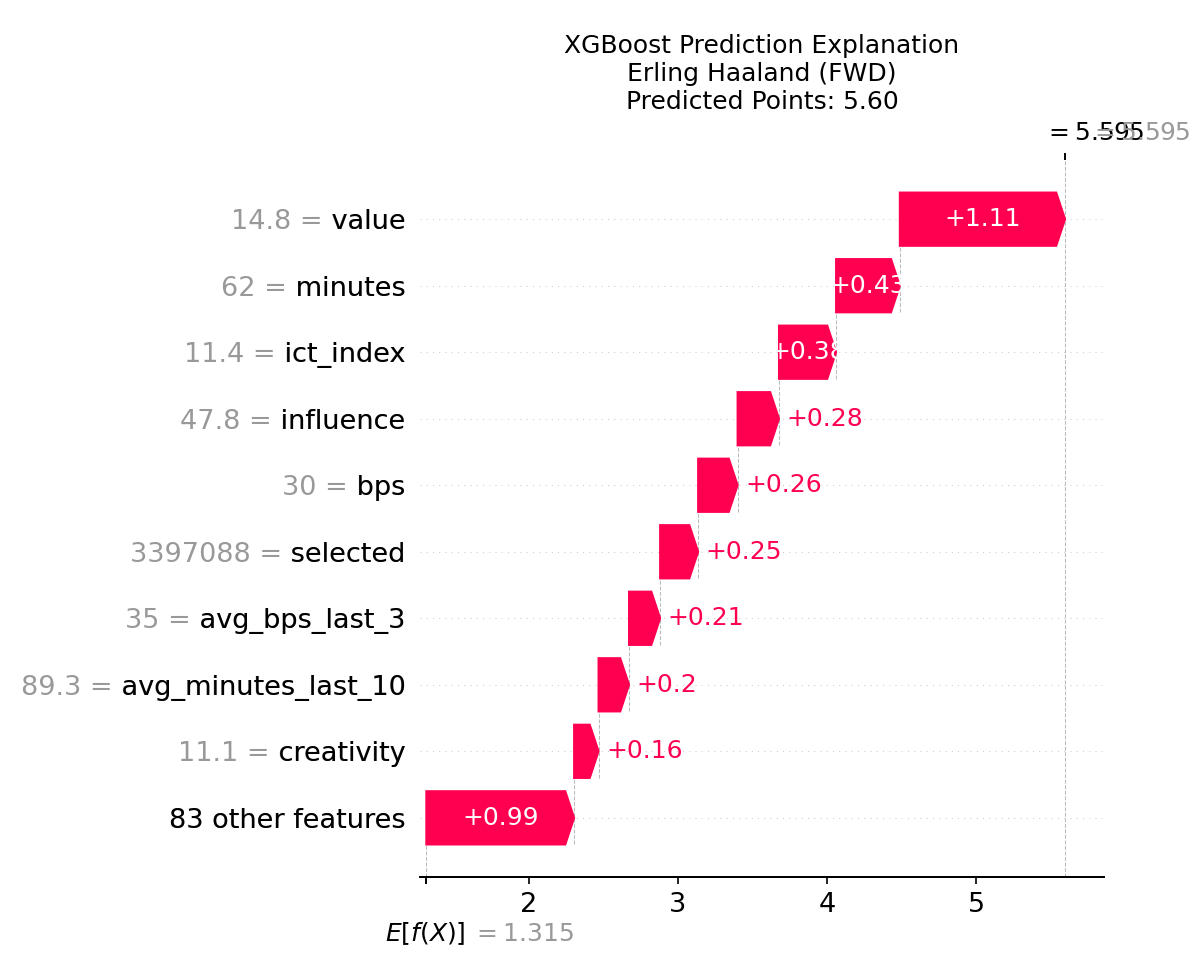 XGBoost Prediction Explanation
Erling Haaland (FWD)
Predicted Points: 5.60
= 5.595 = 5.595
14.8 = value +1.11
62 = minutes +0.43
11.4 = ict_index +0.38
47.8 = influence +0.28
30 = bps +0.26
3397088 = selected +0.25
35 = avg_bps_last_3 +0.21
89.3 = avg_minutes_last_10 +0.2
11.1 = creativity +0.16
83 other features +0.99
2 3 4 5
E[f(X)] = 1.315